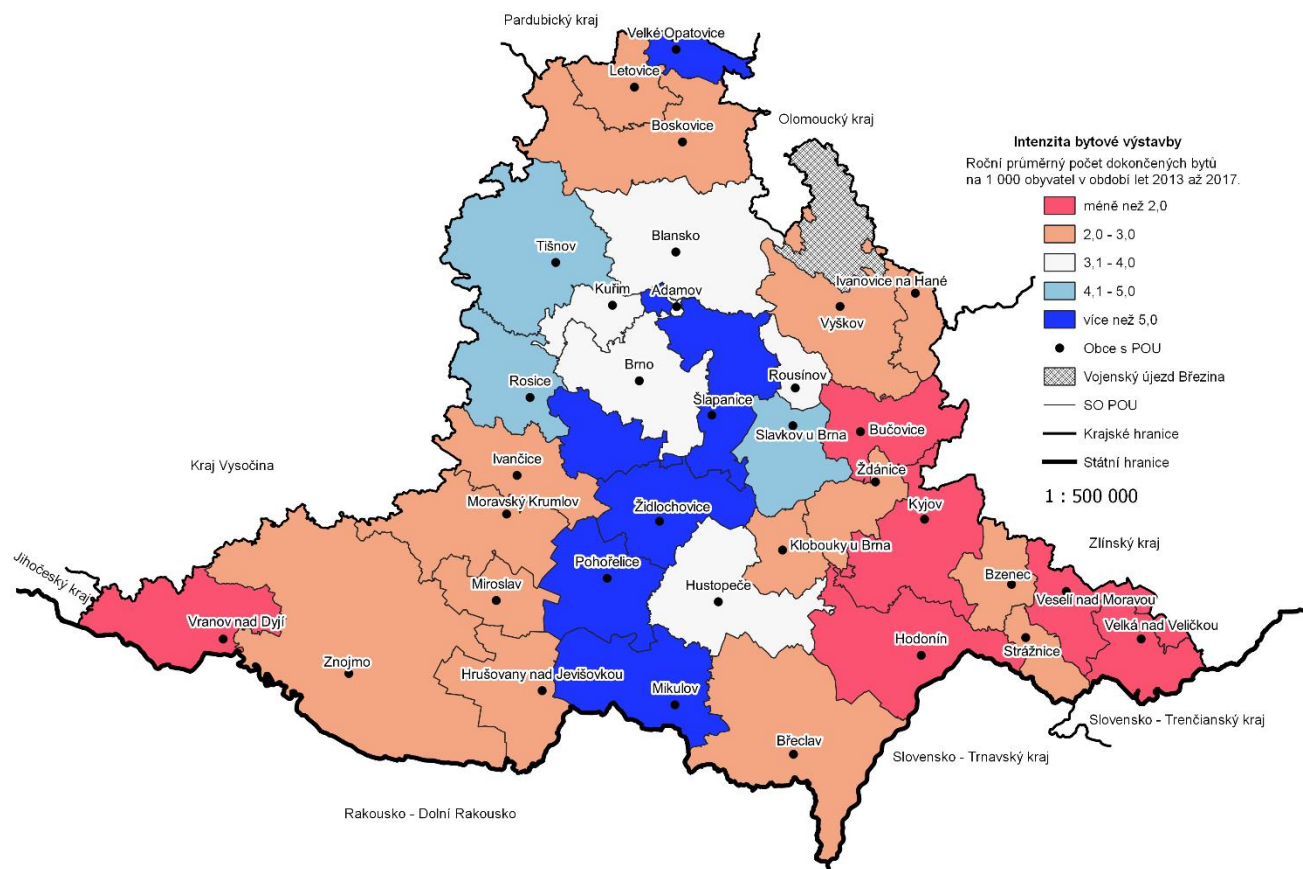 Pardubický kraj
Velké Opatovice
Letovice
Boskovice
Olomoucký kraj
Intenzita bytové výstavby
Roční průměrný počet dokončených bytů
na 1 000 obyvatel v období let 2013 až 2017.
méně než 2,0
2,0 - 3,0
3,1 - 4,0
4,1 - 5,0
více než 5,0
Obce s POU
Vojenský újezd Březina
SO POU
Krajské hranice
Státní hranice
1 : 500 000
Tišnov
Blansko
Kuřim
Adamov
Ivanovice na Hané
Vyškov
Brno
Rousínov
Rosice
Šlapanice
Slavkov u Brna
Bučovice
Kraj Vysočina
Ivančice
Ždánice
Moravský Krumlov
Židlochovice
Kyjov
Klobouky u Brna
Zlínský kraj
Jihočeský kraj
Pohořelice
Miroslav
Hustopeče
Bzenec
Veselí nad Moravou
Vranov nad Dyjí
Velká nad Veličkou
Hodonín
Strážnice
Znojmo
Hrušovany nad Jevišovkou
Mikulov
Slovensko - Trenčianský kraj
Břeclav
Slovensko - Trnavský kraj
Rakousko - Dolní Rakousko